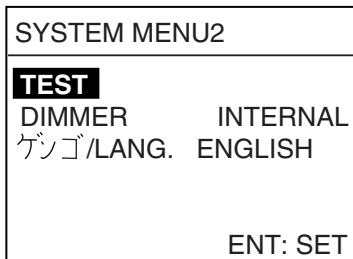 SYSTEM MENU2
TEST
DIMMER INTERNAL
ゲンゴ/LANG. ENGLISH
ENT: SET